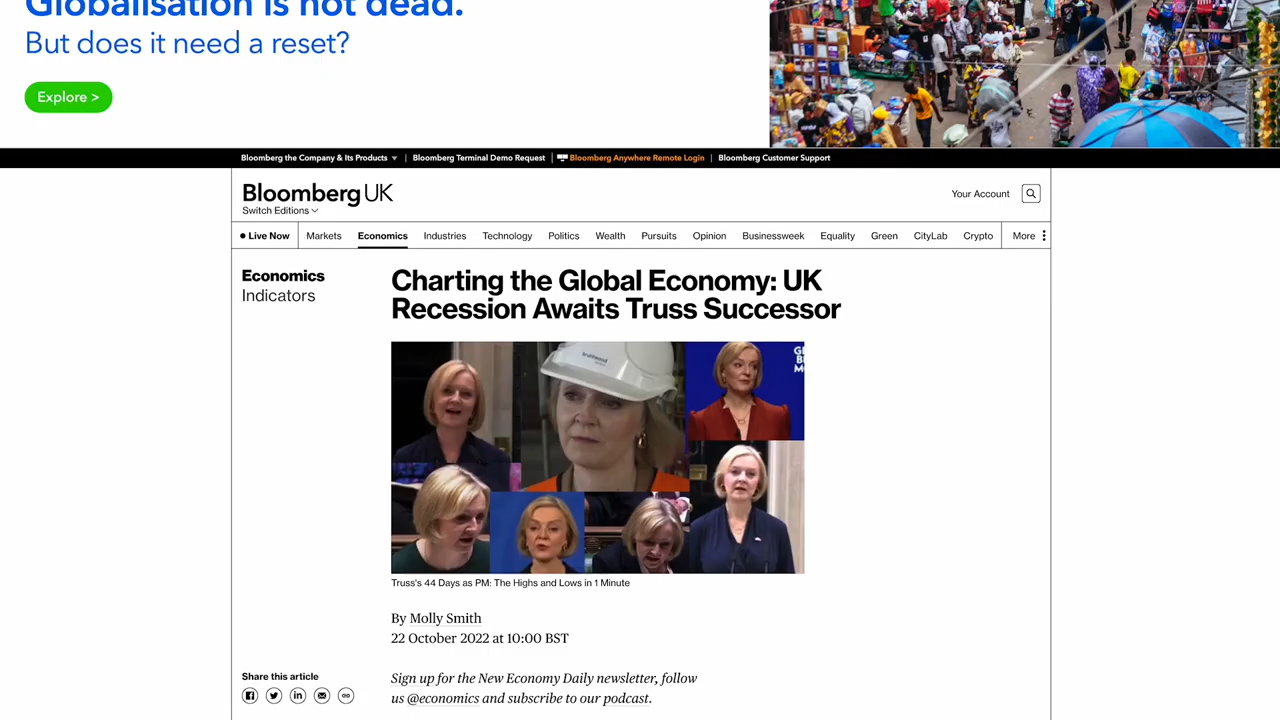 Globalisation is not dead.
But does it need a reset?
Explore >
Bloomberg the Company & Its Products
Bloomberg Terminal Demo Request
Bloomberg Anywhere Remote Login
Bloomberg Customer Support
Bloomberg UK
Switch Editions
Your Account
Live Now
Markets
Economics
Industries
Technology
Politics
Wealth
Pursuits
Opinion
Businessweek
Equality
Green
CityLab
Crypto
More
Economics
Indicators
Charting the Global Economy: UK
Recession Awaits Truss Successor
Truss's 44 Days as PM: The Highs and Lows in 1 Minute
By Molly Smith
22 October 2022 at 10:00 BST
Share this article
Sign up for the New Economy Daily newsletter, follow
us @economics and subscribe to our podcast.